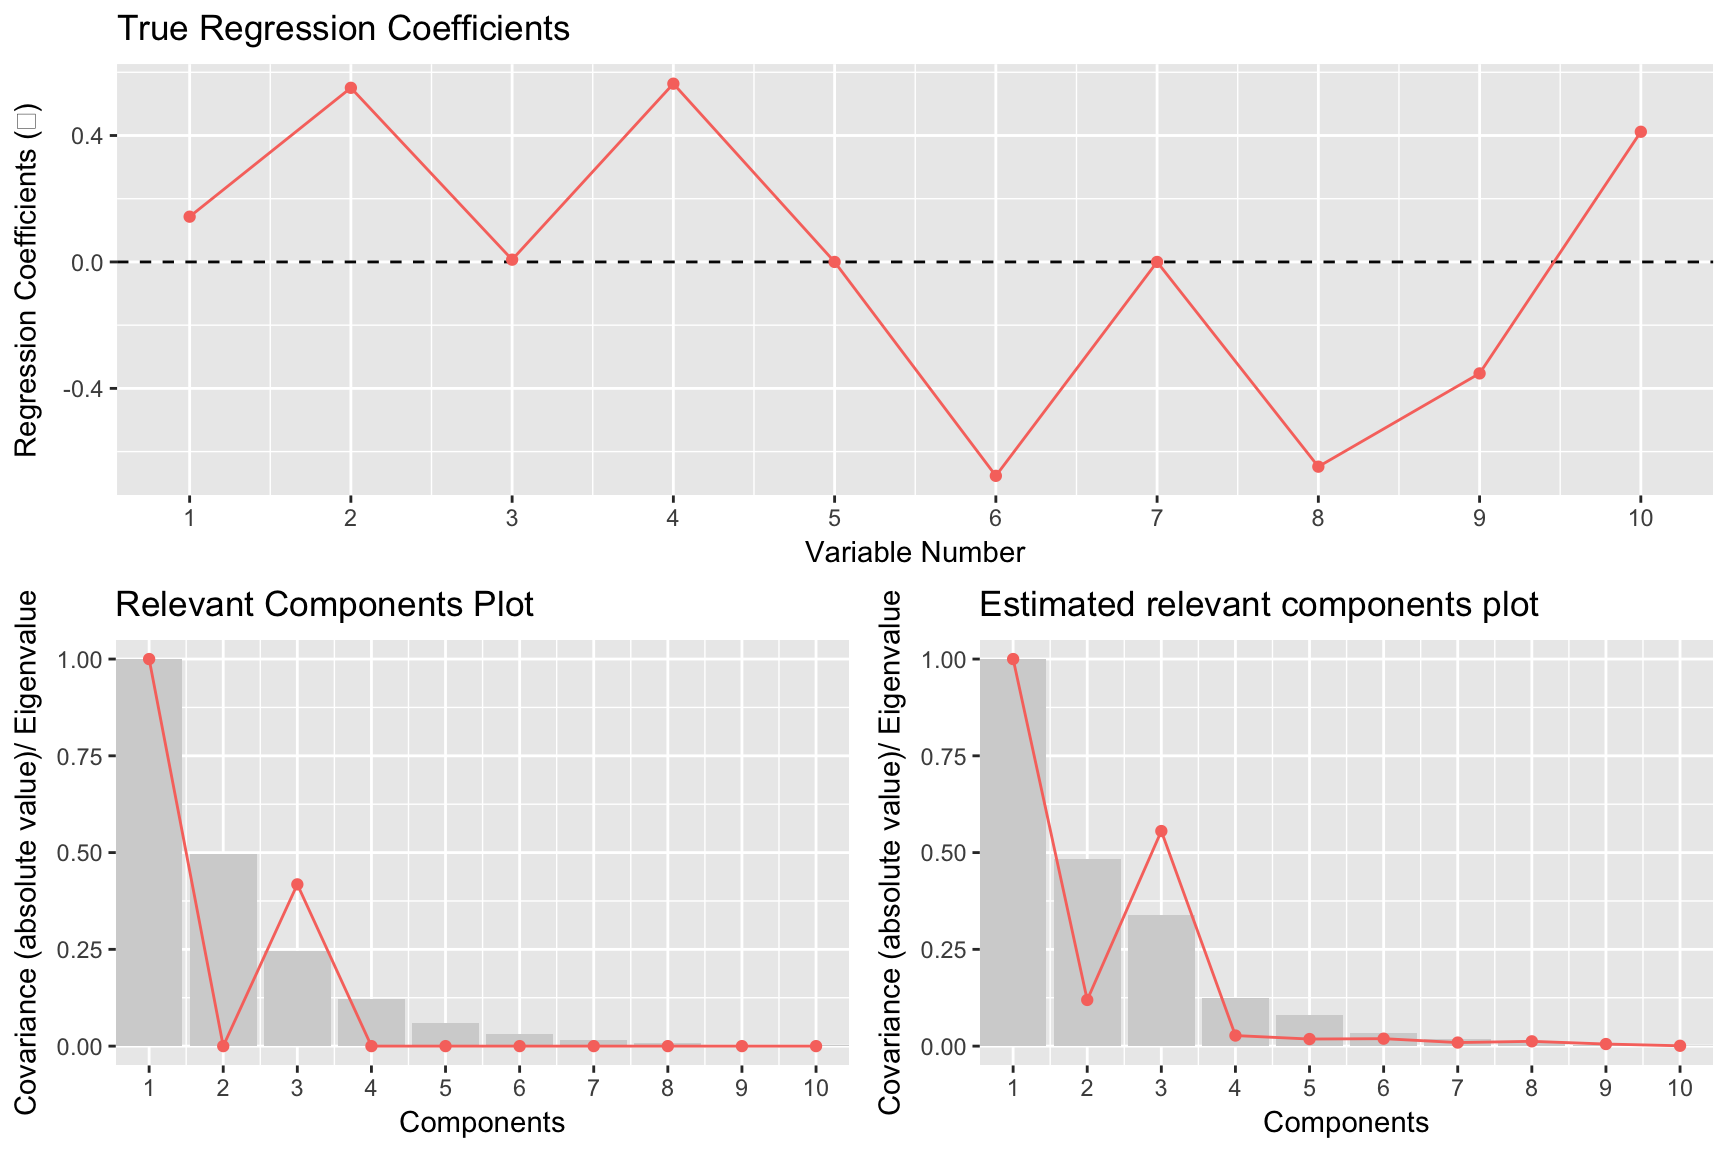 True Regression Coefficients
Regression Coefficients (□)
0.4
0.0
-0.4
1 2 3 4 5 6 7 8 9 10
Variable Number
Relevant Components Plot
Covariance (absolute value)/ Eigenvalue
1.00
0.75
0.50
0.25
0.00
1 2 3 4 5 6 7 8 9 10
Components
Estimated relevant components plot
Covariance (absolute value)/ Eigenvalue
1.00
0.75
0.50
0.25
0.00
1 2 3 4 5 6 7 8 9 10
Components